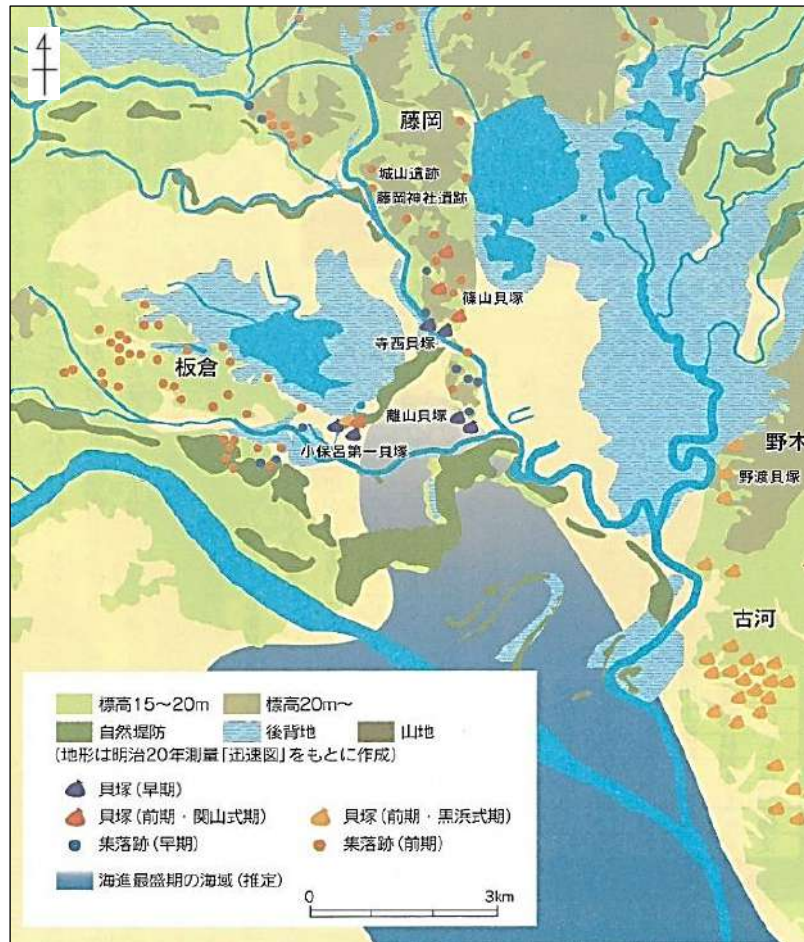 藤岡
城山遺跡
藤岡神社遺跡
篠山貝塚
寺西貝塚
板倉
離山貝塚
小保呂第一貝塚
野木
野渡貝塚
古河
標高15～20m
標高20m～
自然堤防
後背地
山地
(地形は明治20年測量「迅速図」をもとに作成)
貝塚(早期)
貝塚(前期・関山式期)
貝塚(前期・黒浜式期)
集落跡(早期)
集落跡(前期)
海進最盛期の海域(推定)
0
3km